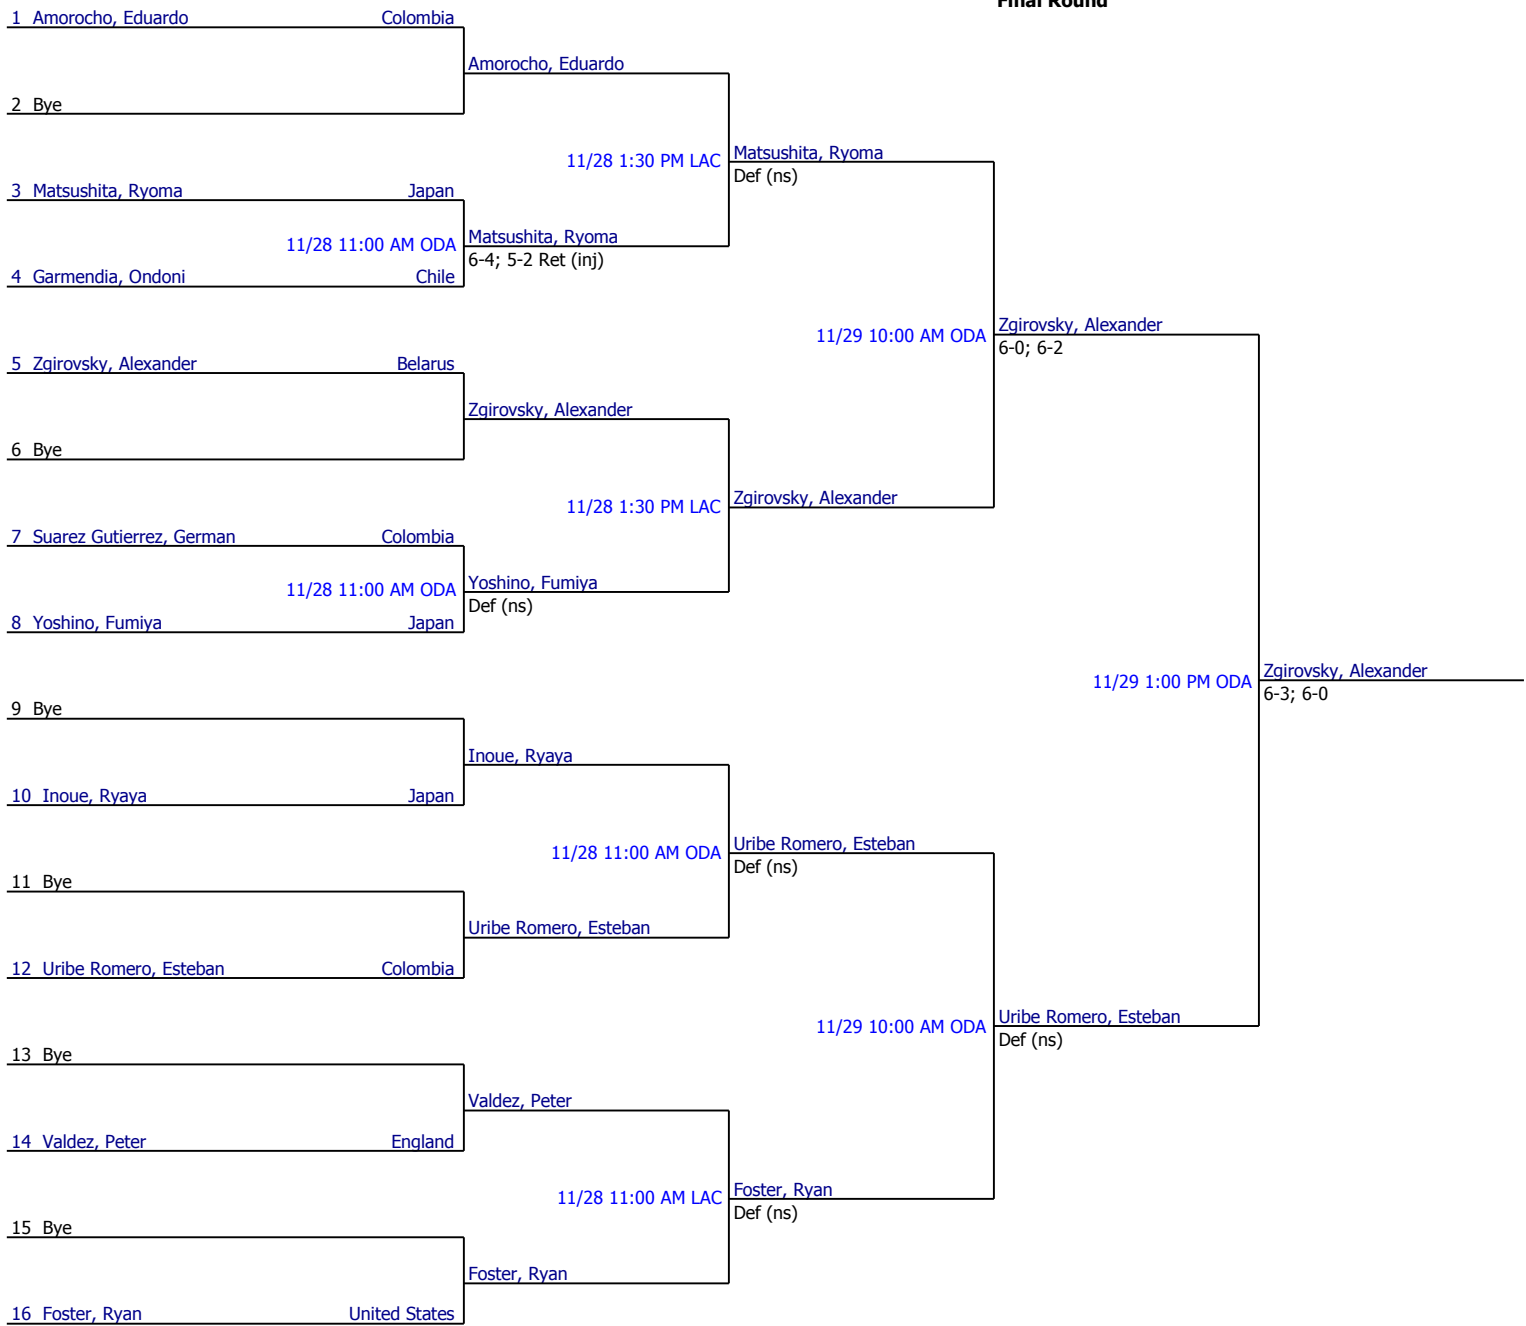 Final Round
1 Amorocho, Eduardo Colombia
Amorocho, Eduardo
2 Bye
11/28 1:30 PM LAC Matsushita, Ryoma
Def (ns)
3 Matsushita, Ryoma Japan
11/28 11:00 AM ODA Matsushita, Ryoma
6-4; 5-2 Ret (inj)
4 Garmendia, Ondoni Chile
11/29 10:00 AM ODA Zgirovsky, Alexander
6-0; 6-2
5 Zgirovsky, Alexander Belarus
Zgirovsky, Alexander
6 Bye
11/28 1:30 PM LAC Zgirovsky, Alexander
7 Suarez Gutierrez, German Colombia
11/28 11:00 AM ODA Yoshino, Fumiya
Def (ns)
8 Yoshino, Fumiya Japan
11/29 1:00 PM ODA Zgirovsky, Alexander
6-3; 6-0
9 Bye
Inoue, Ryaya
10 Inoue, Ryaya Japan
11/28 11:00 AM ODA Uribe Romero, Esteban
Def (ns)
11 Bye
Uribe Romero, Esteban
12 Uribe Romero, Esteban Colombia
11/29 10:00 AM ODA Uribe Romero, Esteban
Def (ns)
13 Bye
Valdez, Peter
14 Valdez, Peter England
11/28 11:00 AM LAC Foster, Ryan
Def (ns)
15 Bye
Foster, Ryan
16 Foster, Ryan United States